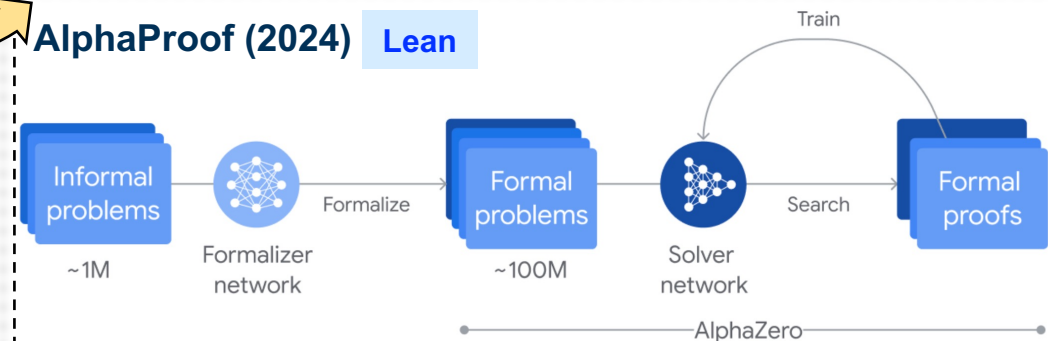 AlphaProof (2024)
Lean
Train
Informal
problems
~1M
Formalizer
network
Formalize
Formal
problems
~100M
Solver
network
Search
Formal
proofs
AlphaZero